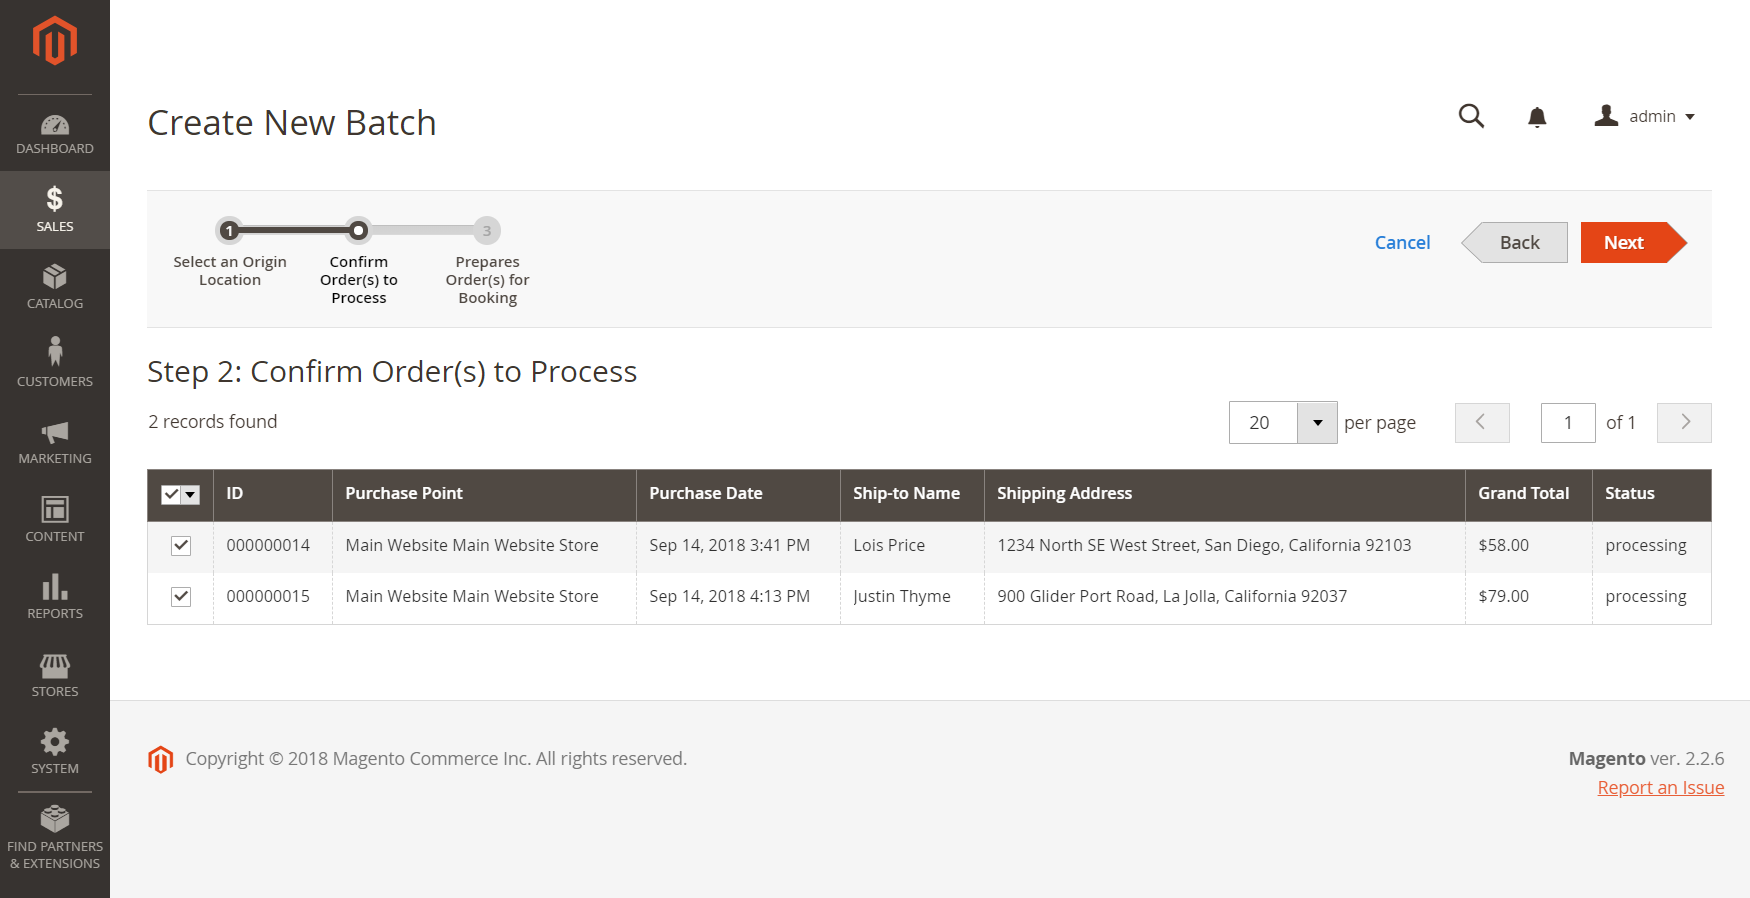 Create New Batch
admin
DASHBOARD
$
SALES
CATALOG
CUSTOMERS
MARKETING
CONTENT
REPORTS
STORES
SYSTEM
FIND PARTNERS
& EXTENSIONS
1
3
Select an Origin
Location
Confirm
Order(s) to
Process
Prepares
Order(s) for
Booking
Cancel
Back
Next
Step 2: Confirm Order(s) to Process
2 records found
20
per page
1
of 1
ID Purchase Point Purchase Date Ship-to Name Shipping Address Grand Total Status
000000014 Main Website Main Website Store Sep 14, 2018 3:41 PM Lois Price 1234 North SE West Street, San Diego, California 92103 $58.00 processing
000000015 Main Website Main Website Store Sep 14, 2018 4:13 PM Justin Thyme 900 Glider Port Road, La Jolla, California 92037 $79.00 processing
Copyright © 2018 Magento Commerce Inc. All rights reserved.
Magento ver. 2.2.6
Report an Issue